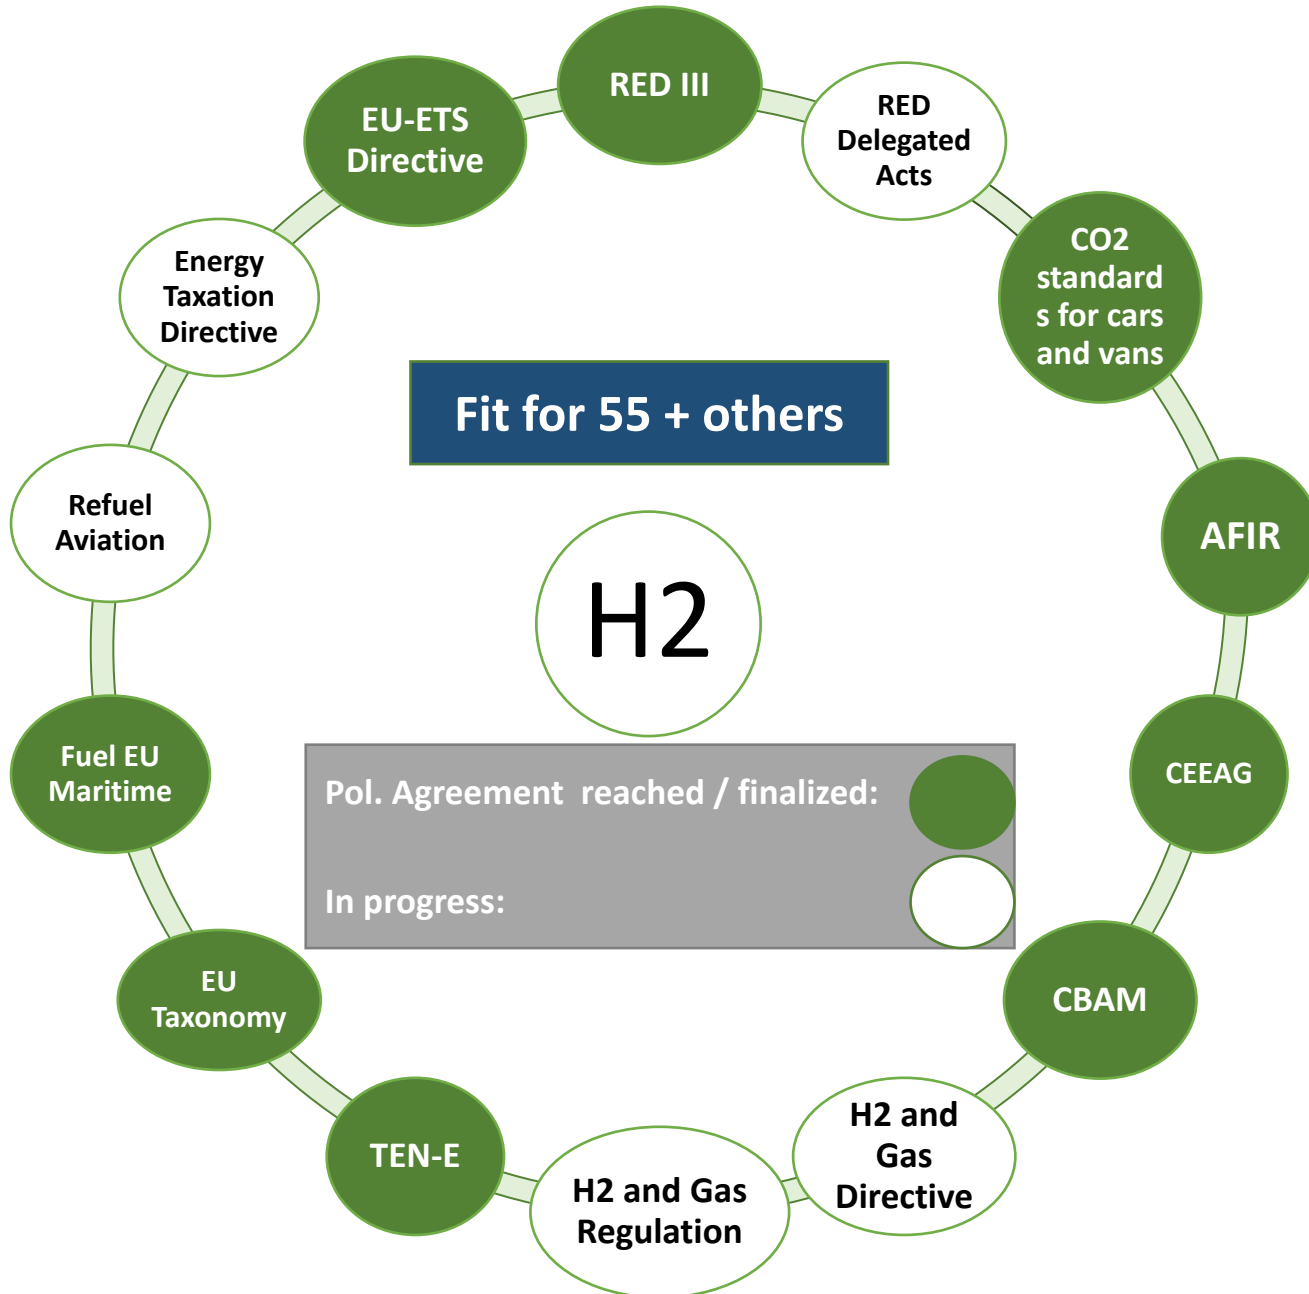 RED III
RED
Delegated
Acts
CO2
standard
s for cars
and vans
AFIR
CEEAG
CBAM
H2 and
Gas
Directive
H2 and Gas
Regulation
TEN-E
EU
Taxonomy
Fuel EU
Maritime
Refuel
Aviation
Energy
Taxation
Directive
EU-ETS
Directive
Fit for 55 + others
H2
Pol. Agreement reached / finalized:
In progress: